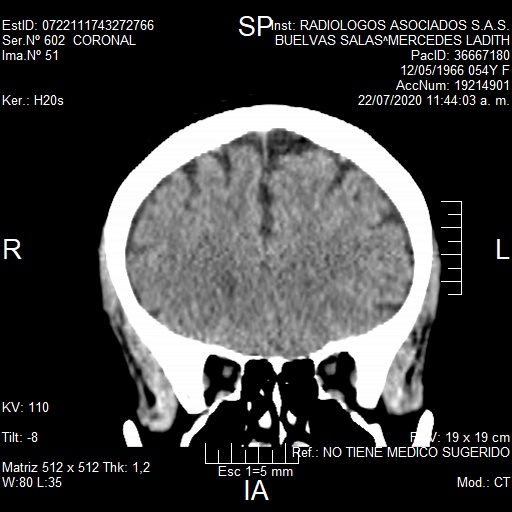 EstID: 0722111743272766
Ser.Nº 602 CORONAL
Ima.Nº 51
Ker.: H20s
SP
Inst: RADIOLOGOS ASOCIADOS S.A.S.
BUELVAS SALAS^MERCEDES LADITH
PacID: 36667180
12/05/1966 054Y F
AccNum: 19214901
22/07/2020 11:44:03 a. m.
R
L
KV: 110
Tilt: -8
Matriz 512 x 512 Thk: 1,2
W:80 L:35
Esc 1=5 mm
IA
19 x 19 cm
Ref.: NO TIENE MEDICO SUGERIDO
Mod.: CT